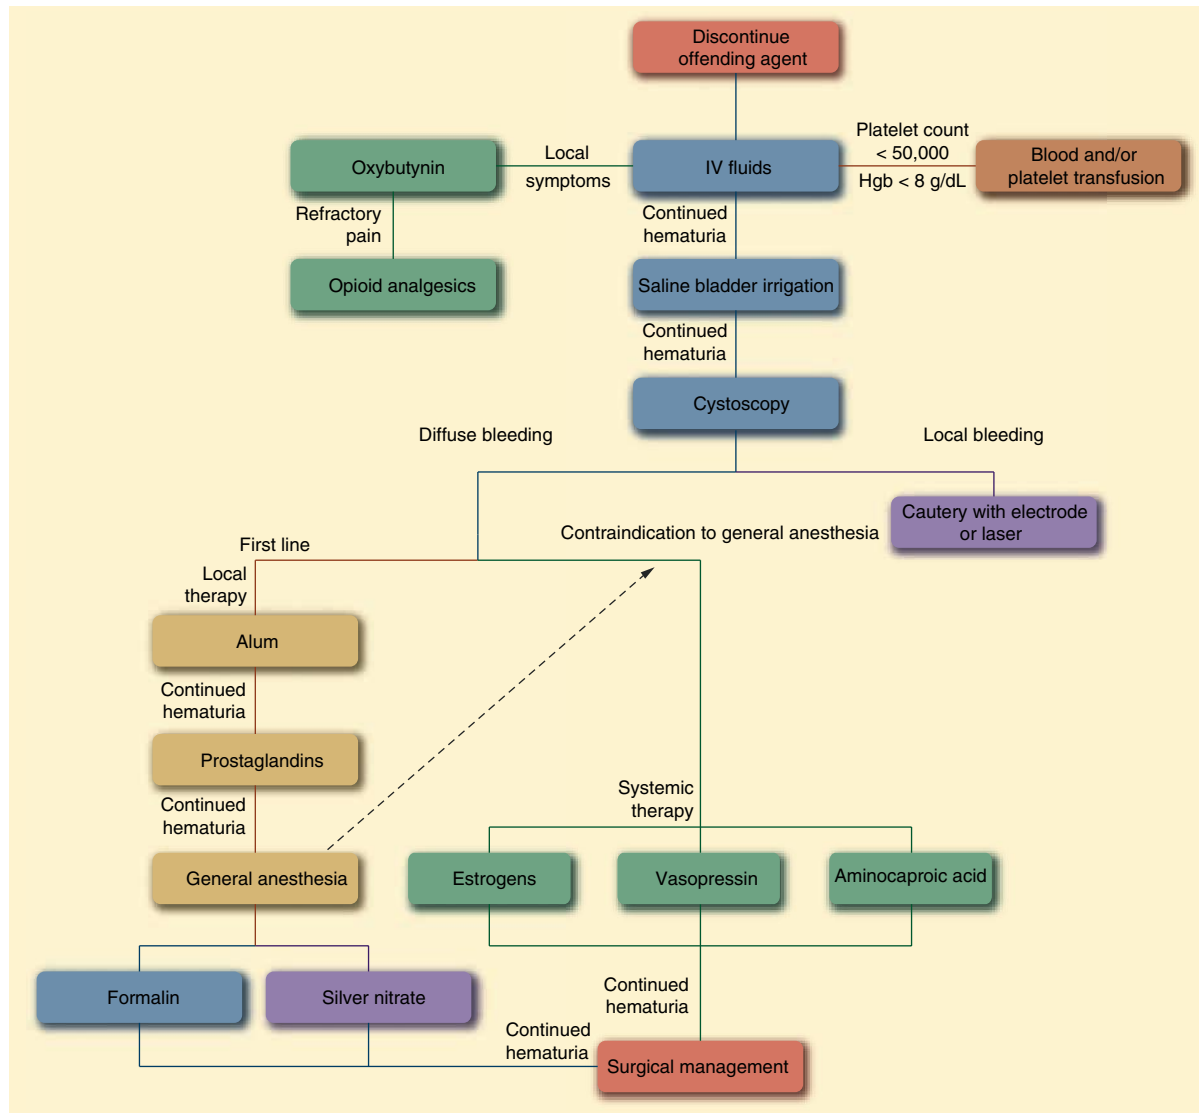 Discontinue
offending agent
Platelet count
< 50,000
Hgb < 8 g/dL
Blood and/or
platelet transfusion
IV fluids
Local
symptoms
Oxybutynin
Refractory
pain
Opioid analgesics
Continued
hematuria
Saline bladder irrigation
Continued
hematuria
Cystoscopy
Diffuse bleeding
Local bleeding
Cautery with electrode
or laser
Contraindication to general anesthesia
First line
Local
therapy
Alum
Continued
hematuria
Prostaglandins
Continued
hematuria
General anesthesia
Systemic
therapy
Estrogens
Vasopressin
Aminocaproic acid
Formalin
Silver nitrate
Continued
hematuria
Continued
hematuria
Surgical management